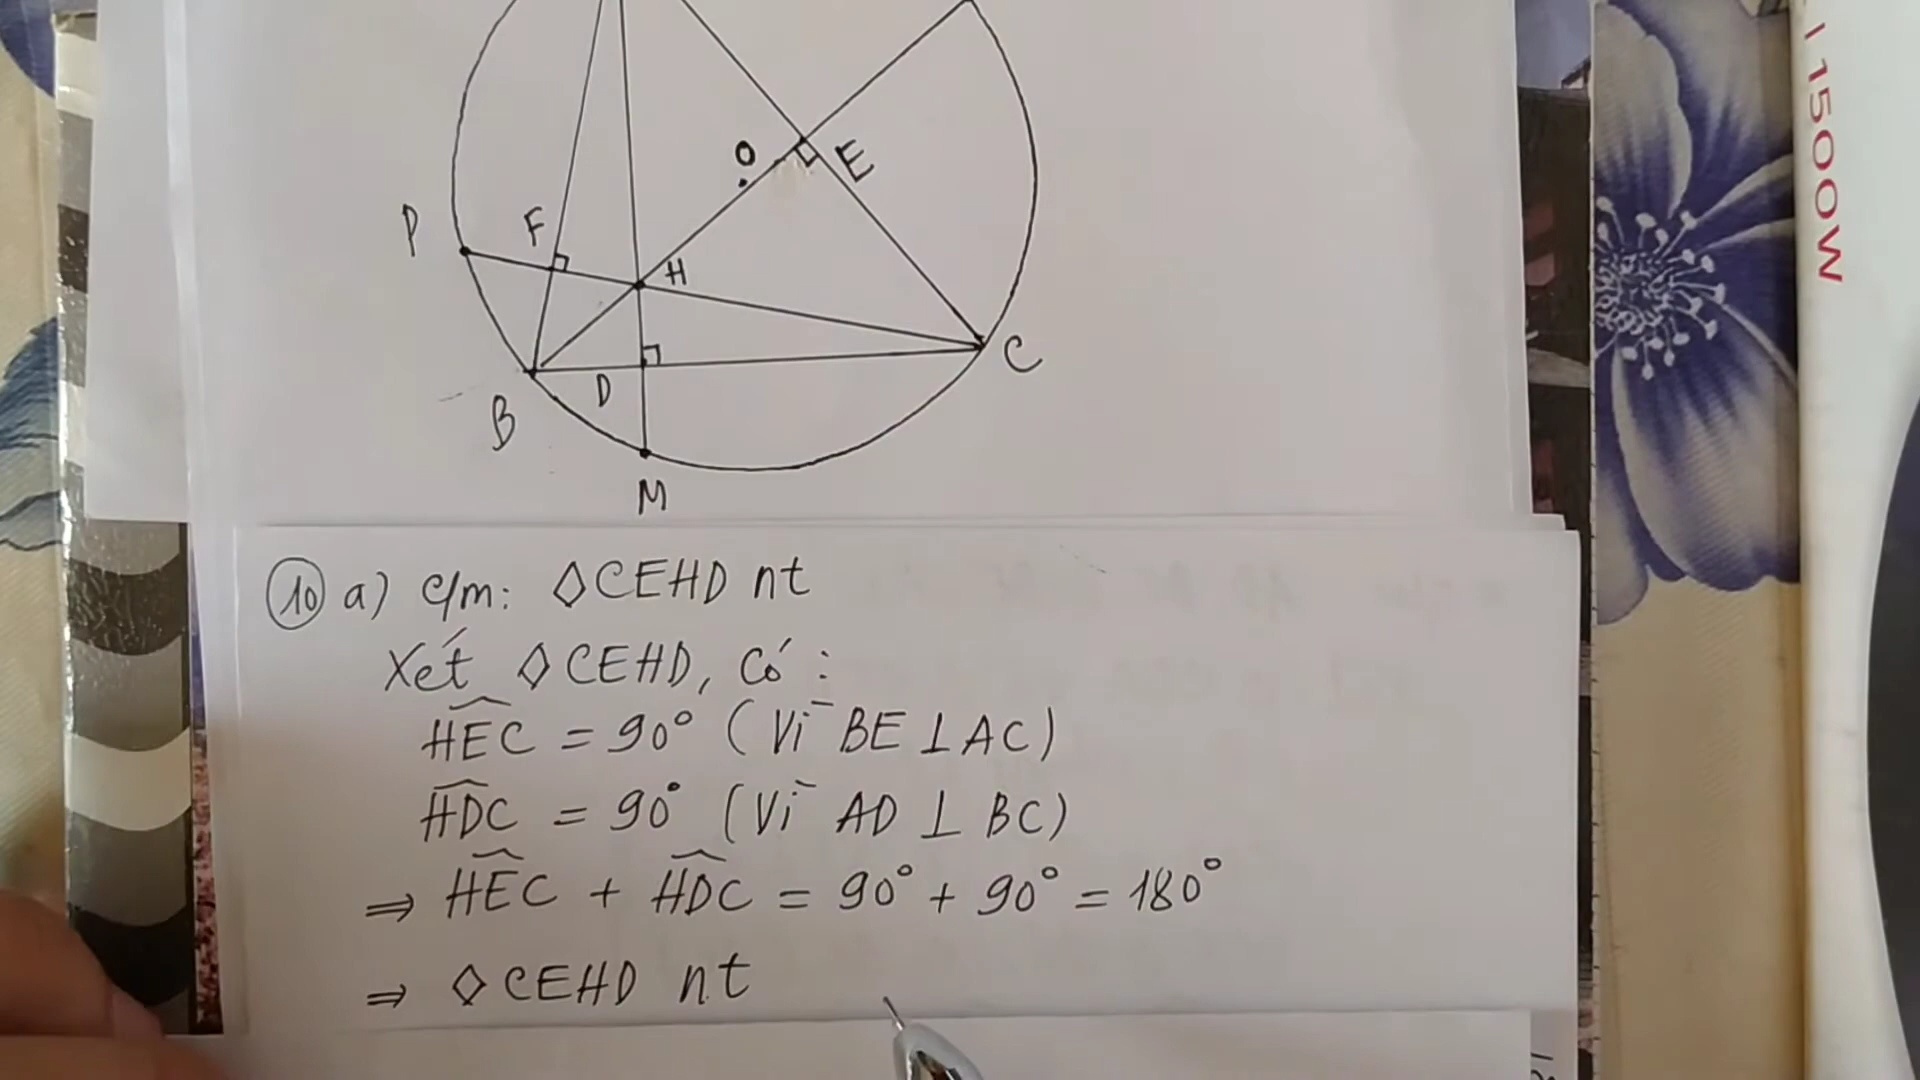 O
E
P
F
H
C
D
B
M
10 a) c/m: ◇CEHD nt
Xét ◇CEHD, có:
HEC = 90° (Vì BE ⊥ AC)
HDC = 90° (Vì AD ⊥ BC)
⇒ HEC + HDC = 90° + 90° = 180°
⇒ ◇CEHD nt
1500W